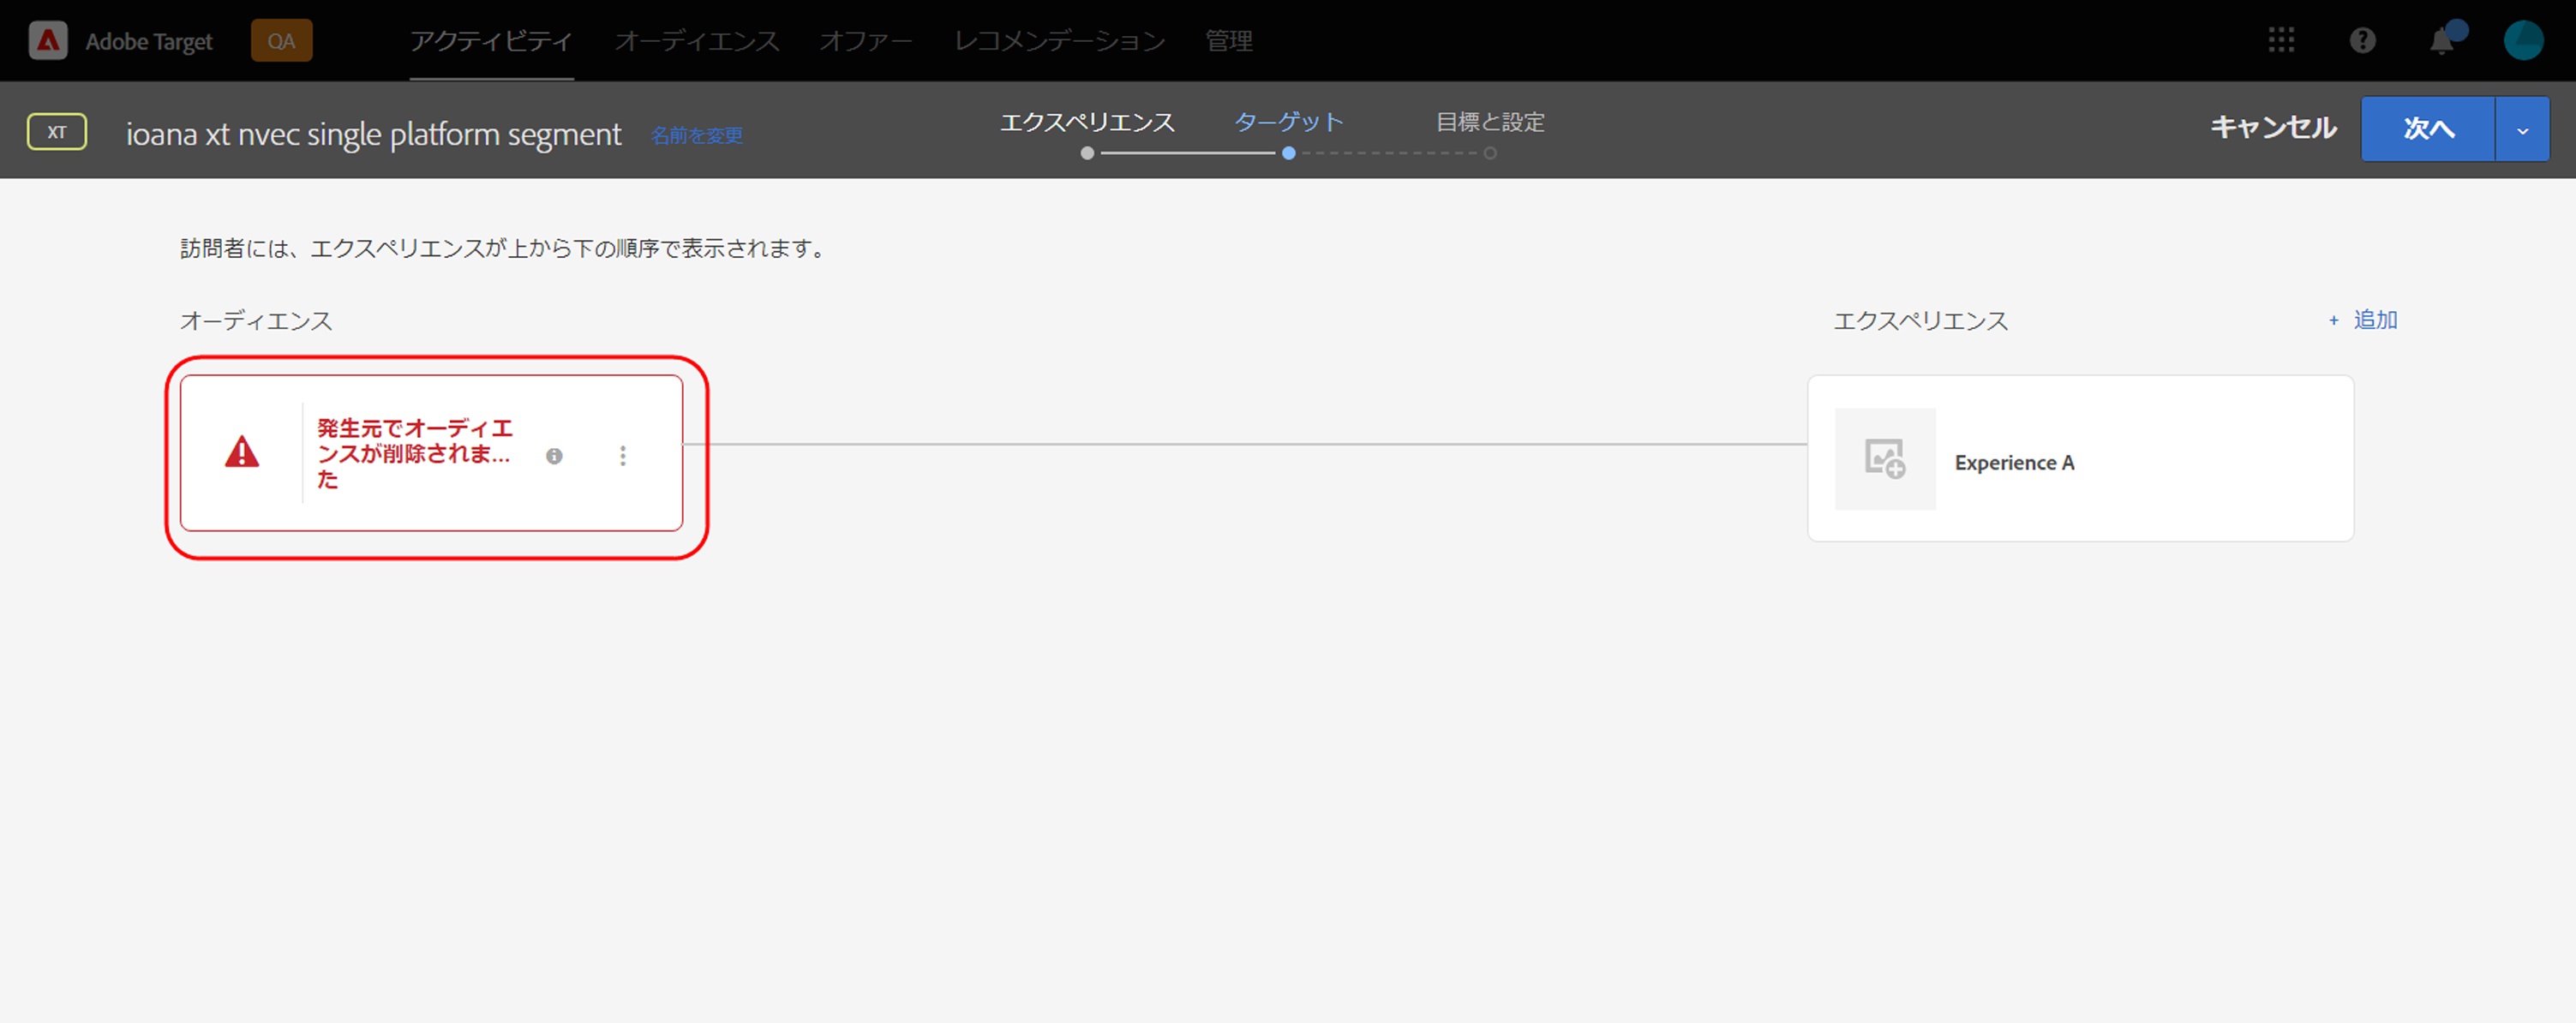 Adobe Target
QA
アクティビティ
オーディエンス
オファー
レコメンデーション
管理
XT
ioana xt nvec single platform segment
名前を変更
エクスペリエンス
ターゲット
目標と設定
キャンセル
次へ
訪問者には、エクスペリエンスが上から下の順序で表示されます。
オーディエンス
エクスペリエンス
+ 追加
発生元でオーディエ
ンスが削除されま...
た
Experience A